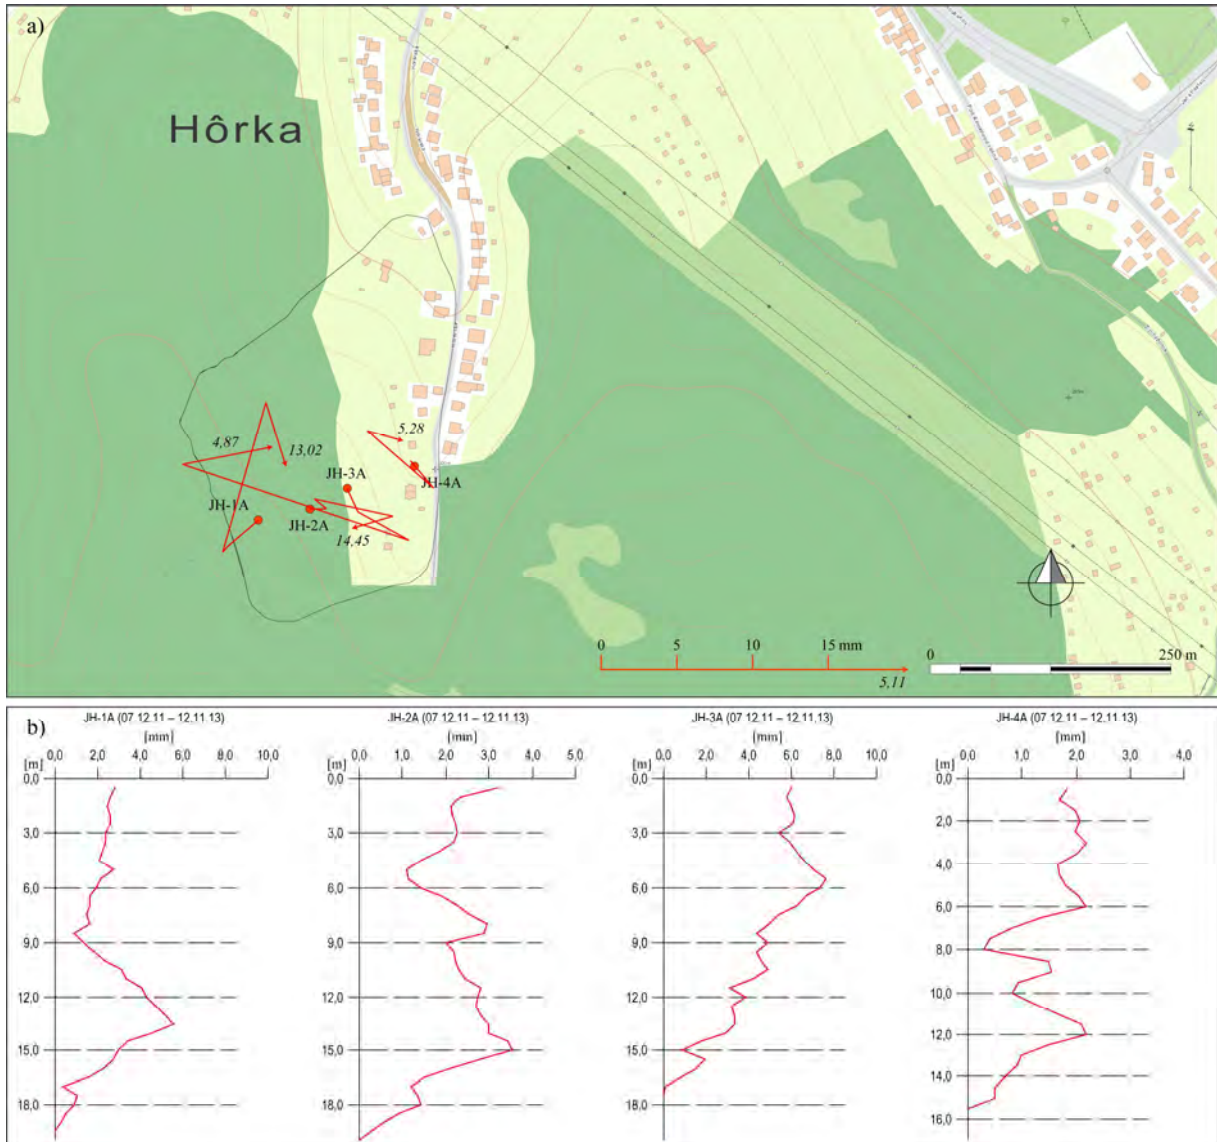 a)
Hôrka
4,87
13,02
5,28
JH-3A
JH-4A
JH-1A
JH-2A
14,45
0 5 10 15 mm
5,11
0 250 m
b)
JH-1A (07 12.11 – 12.11.13)
[mm]
[m] 0,0 2,0 4,0 6,0 8,0 10,0
0,0
3,0
6,0
9,0
12,0
15,0
18,0
JH-2A (07 12.11 – 12.11.13)
[mm]
[m] 0,0 1,0 2,0 3,0 4,0 5,0
0,0
3,0
6,0
9,0
12,0
15,0
18,0
JH-3A (07 12.11 – 12.11.13)
[mm]
[m] 0,0 2,0 4,0 6,0 8,0 10,0
0,0
3,0
6,0
9,0
12,0
15,0
18,0
JH-4A (07 12.11 – 12.11.13)
[mm]
[m] 0,0 1,0 2,0 3,0 4,0
0,0
2,0
4,0
6,0
8,0
10,0
12,0
14,0
16,0